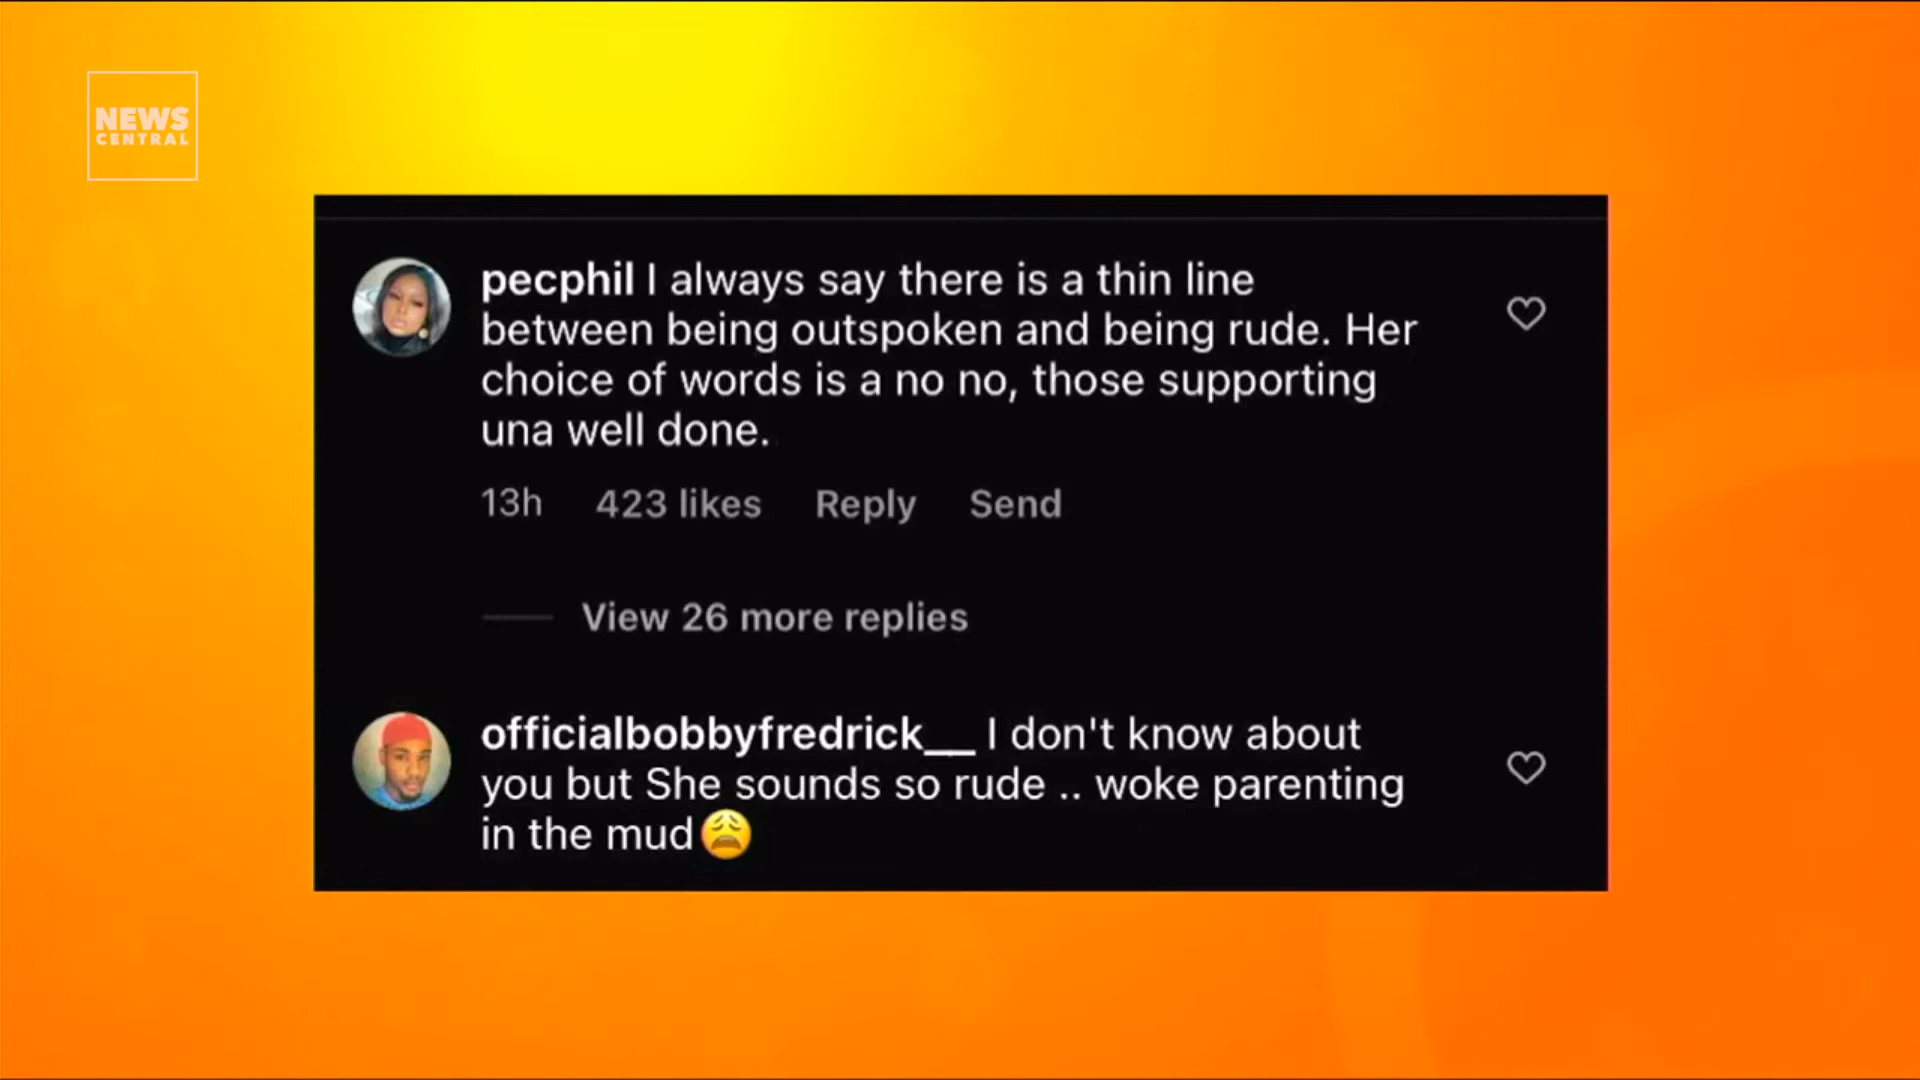 NEWS
CENTRAL
pecphil I always say there is a thin line
between being outspoken and being rude. Her
choice of words is a no no, those supporting
una well done.
13h 423 likes Reply Send
View 26 more replies
officialbobbyfredrick__ I don't know about
you but She sounds so rude .. woke parenting
in the mud😩